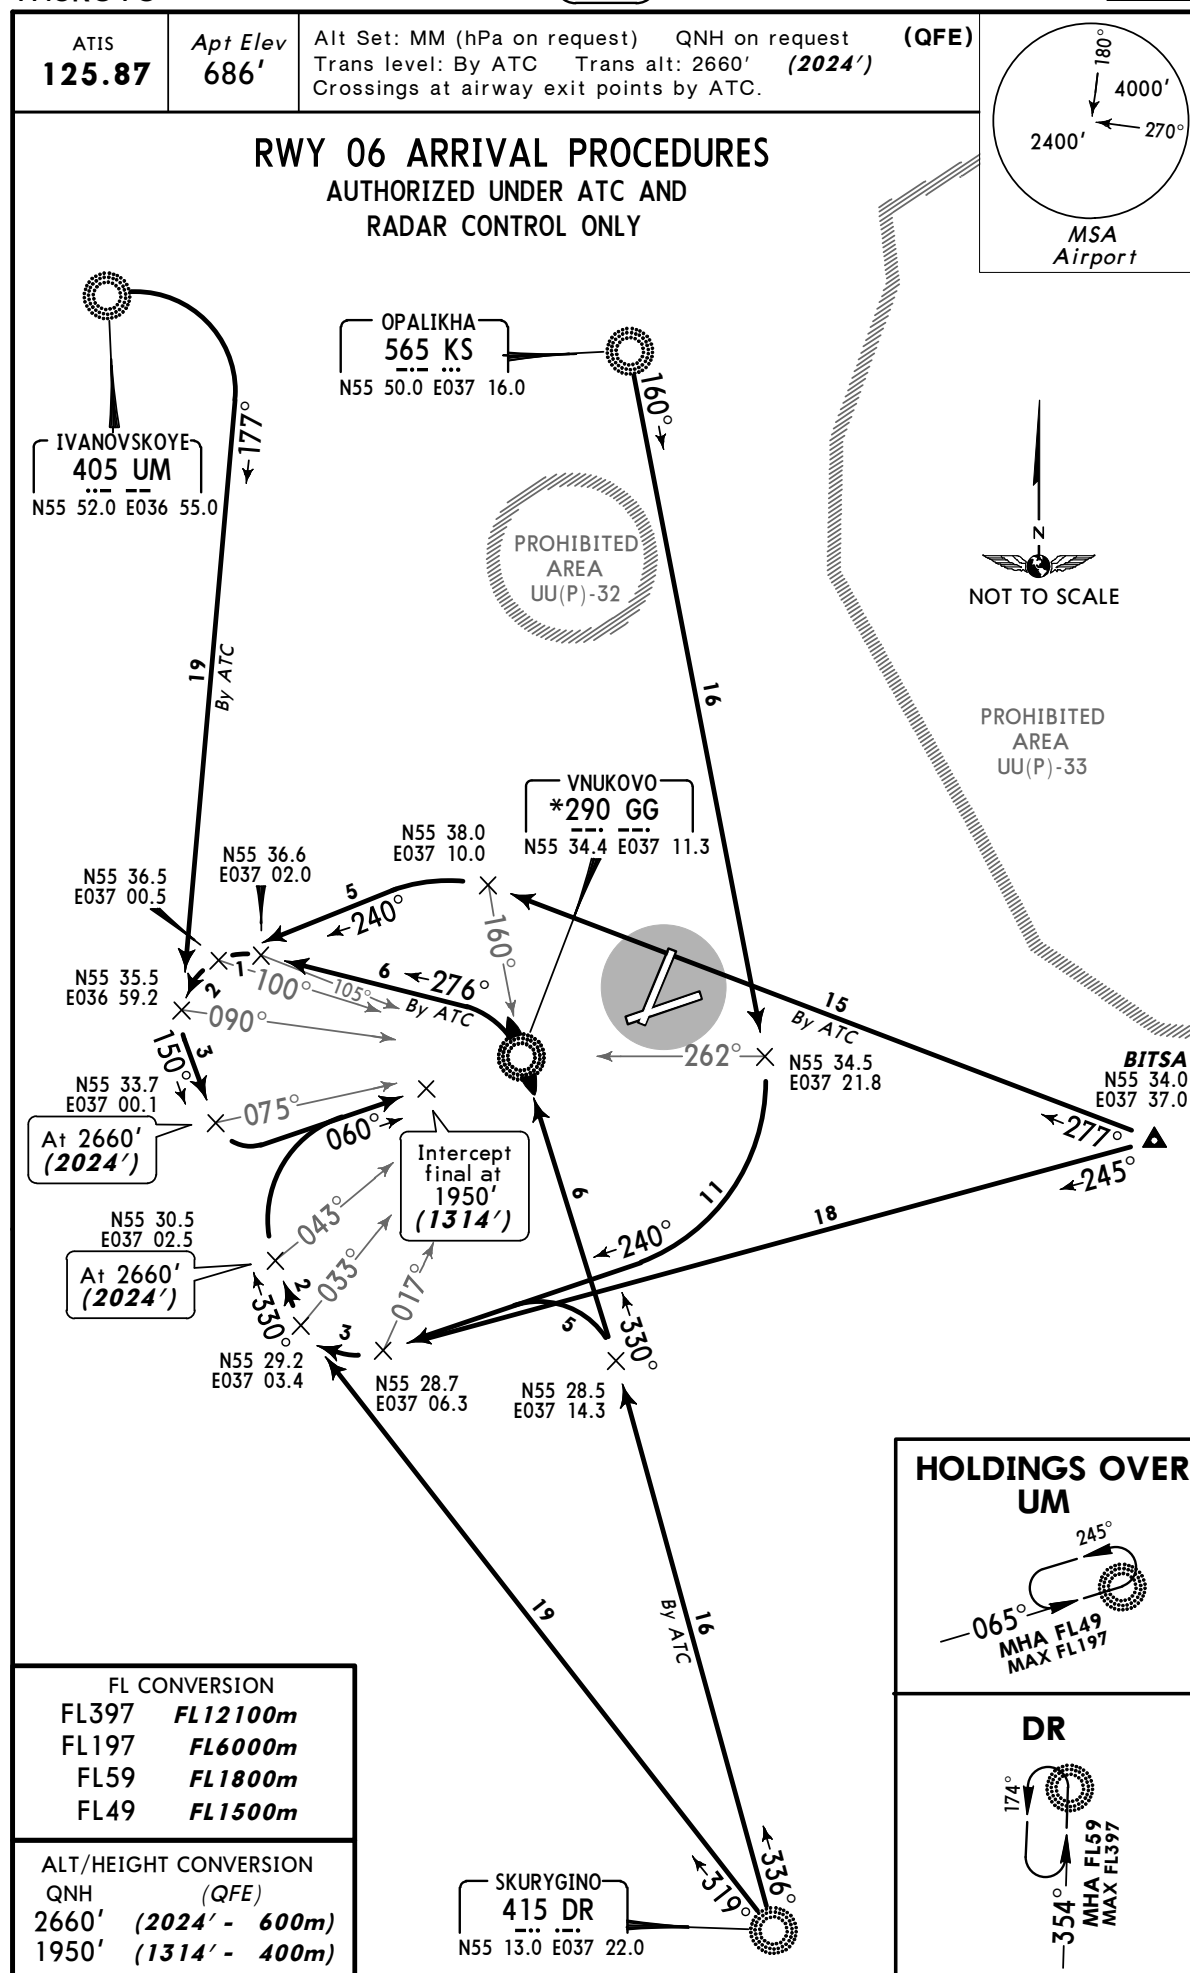 ATIS
125.87
Apt Elev
686'
Alt Set: MM (hPa on request) QNH on request (QFE)
Trans level: By ATC Trans alt: 2660' (2024')
Crossings at airway exit points by ATC.
180°
4000'
270°
2400'
MSA
Airport
RWY 06 ARRIVAL PROCEDURES
AUTHORIZED UNDER ATC AND
RADAR CONTROL ONLY
OPALIKHA
565 KS
N55 50.0 E037 16.0
160°
177°
IVANOVSKOYE
405 UM
N55 52.0 E036 55.0
PROHIBITED
AREA
UU(P)-32
N
NOT TO SCALE
19
By ATC
16
PROHIBITED
AREA
UU(P)-33
VNUKOVO
*290 GG
N55 34.4 E037 11.3
N55 38.0
E037 10.0
N55 36.6
E037 02.0
N55 36.5
E037 00.5
5
240°
160°
N55 35.5
E036 59.2
1
2
100°
105°
6
276°
By ATC
090°
15
By ATC
3
150°
262°
N55 34.5
E037 21.8
BITSA
N55 34.0
E037 37.0
N55 33.7
E037 00.1
075°
At 2660'
(2024')
060°
277°
245°
Intercept
final at
1950'
(1314')
6
11
18
N55 30.5
E037 02.5
043°
240°
At 2660'
(2024')
2
033°
017°
330°
3
5
330°
N55 29.2
E037 03.4
N55 28.7
E037 06.3
N55 28.5
E037 14.3
HOLDINGS OVER
UM
245°
065°
MHA FL49
MAX FL197
19
16
By ATC
FL CONVERSION
FL397 FL12100m
FL197 FL6000m
FL59 FL1800m
FL49 FL1500m
DR
174°
354°
MHA FL59
MAX FL397
ALT/HEIGHT CONVERSION
QNH (QFE)
2660' (2024' - 600m)
1950' (1314' - 400m)
319°
336°
SKURYGINO
415 DR
N55 13.0 E037 22.0